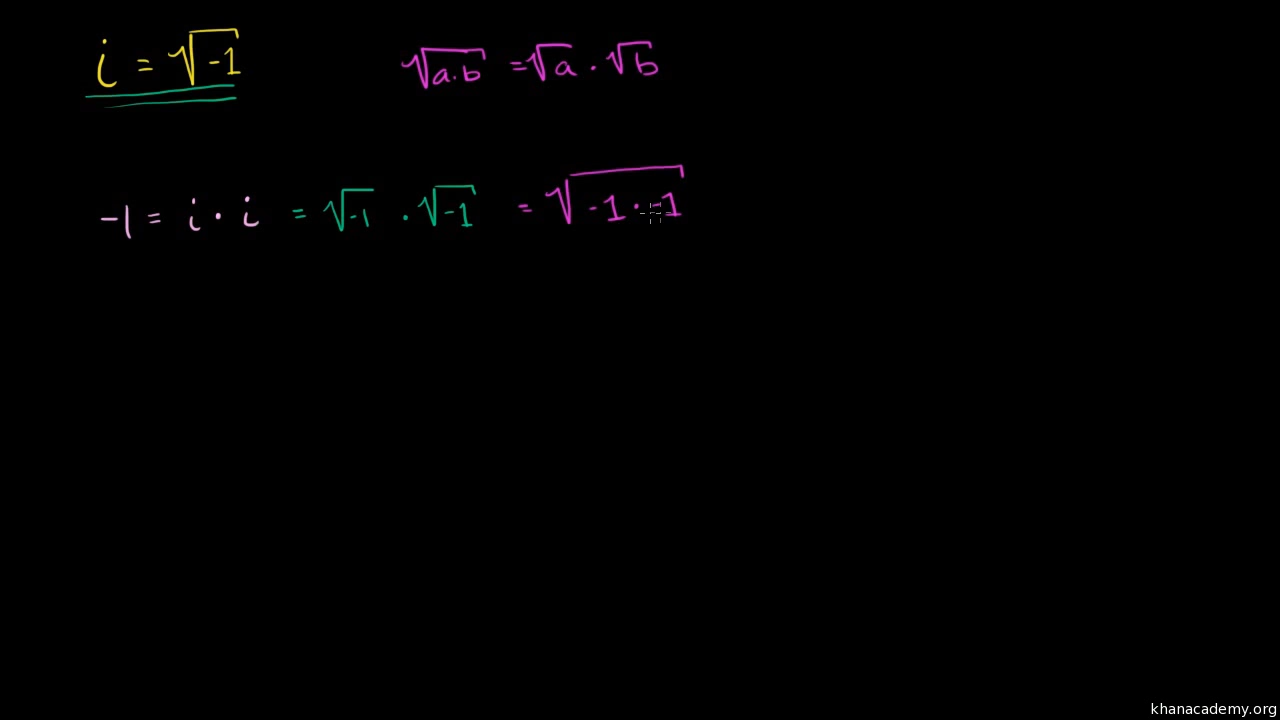 i = √-1
√a·b = √a · √b
-1 = i · i = √-1 · √-1 = √-1 · -1
khanacademy.org